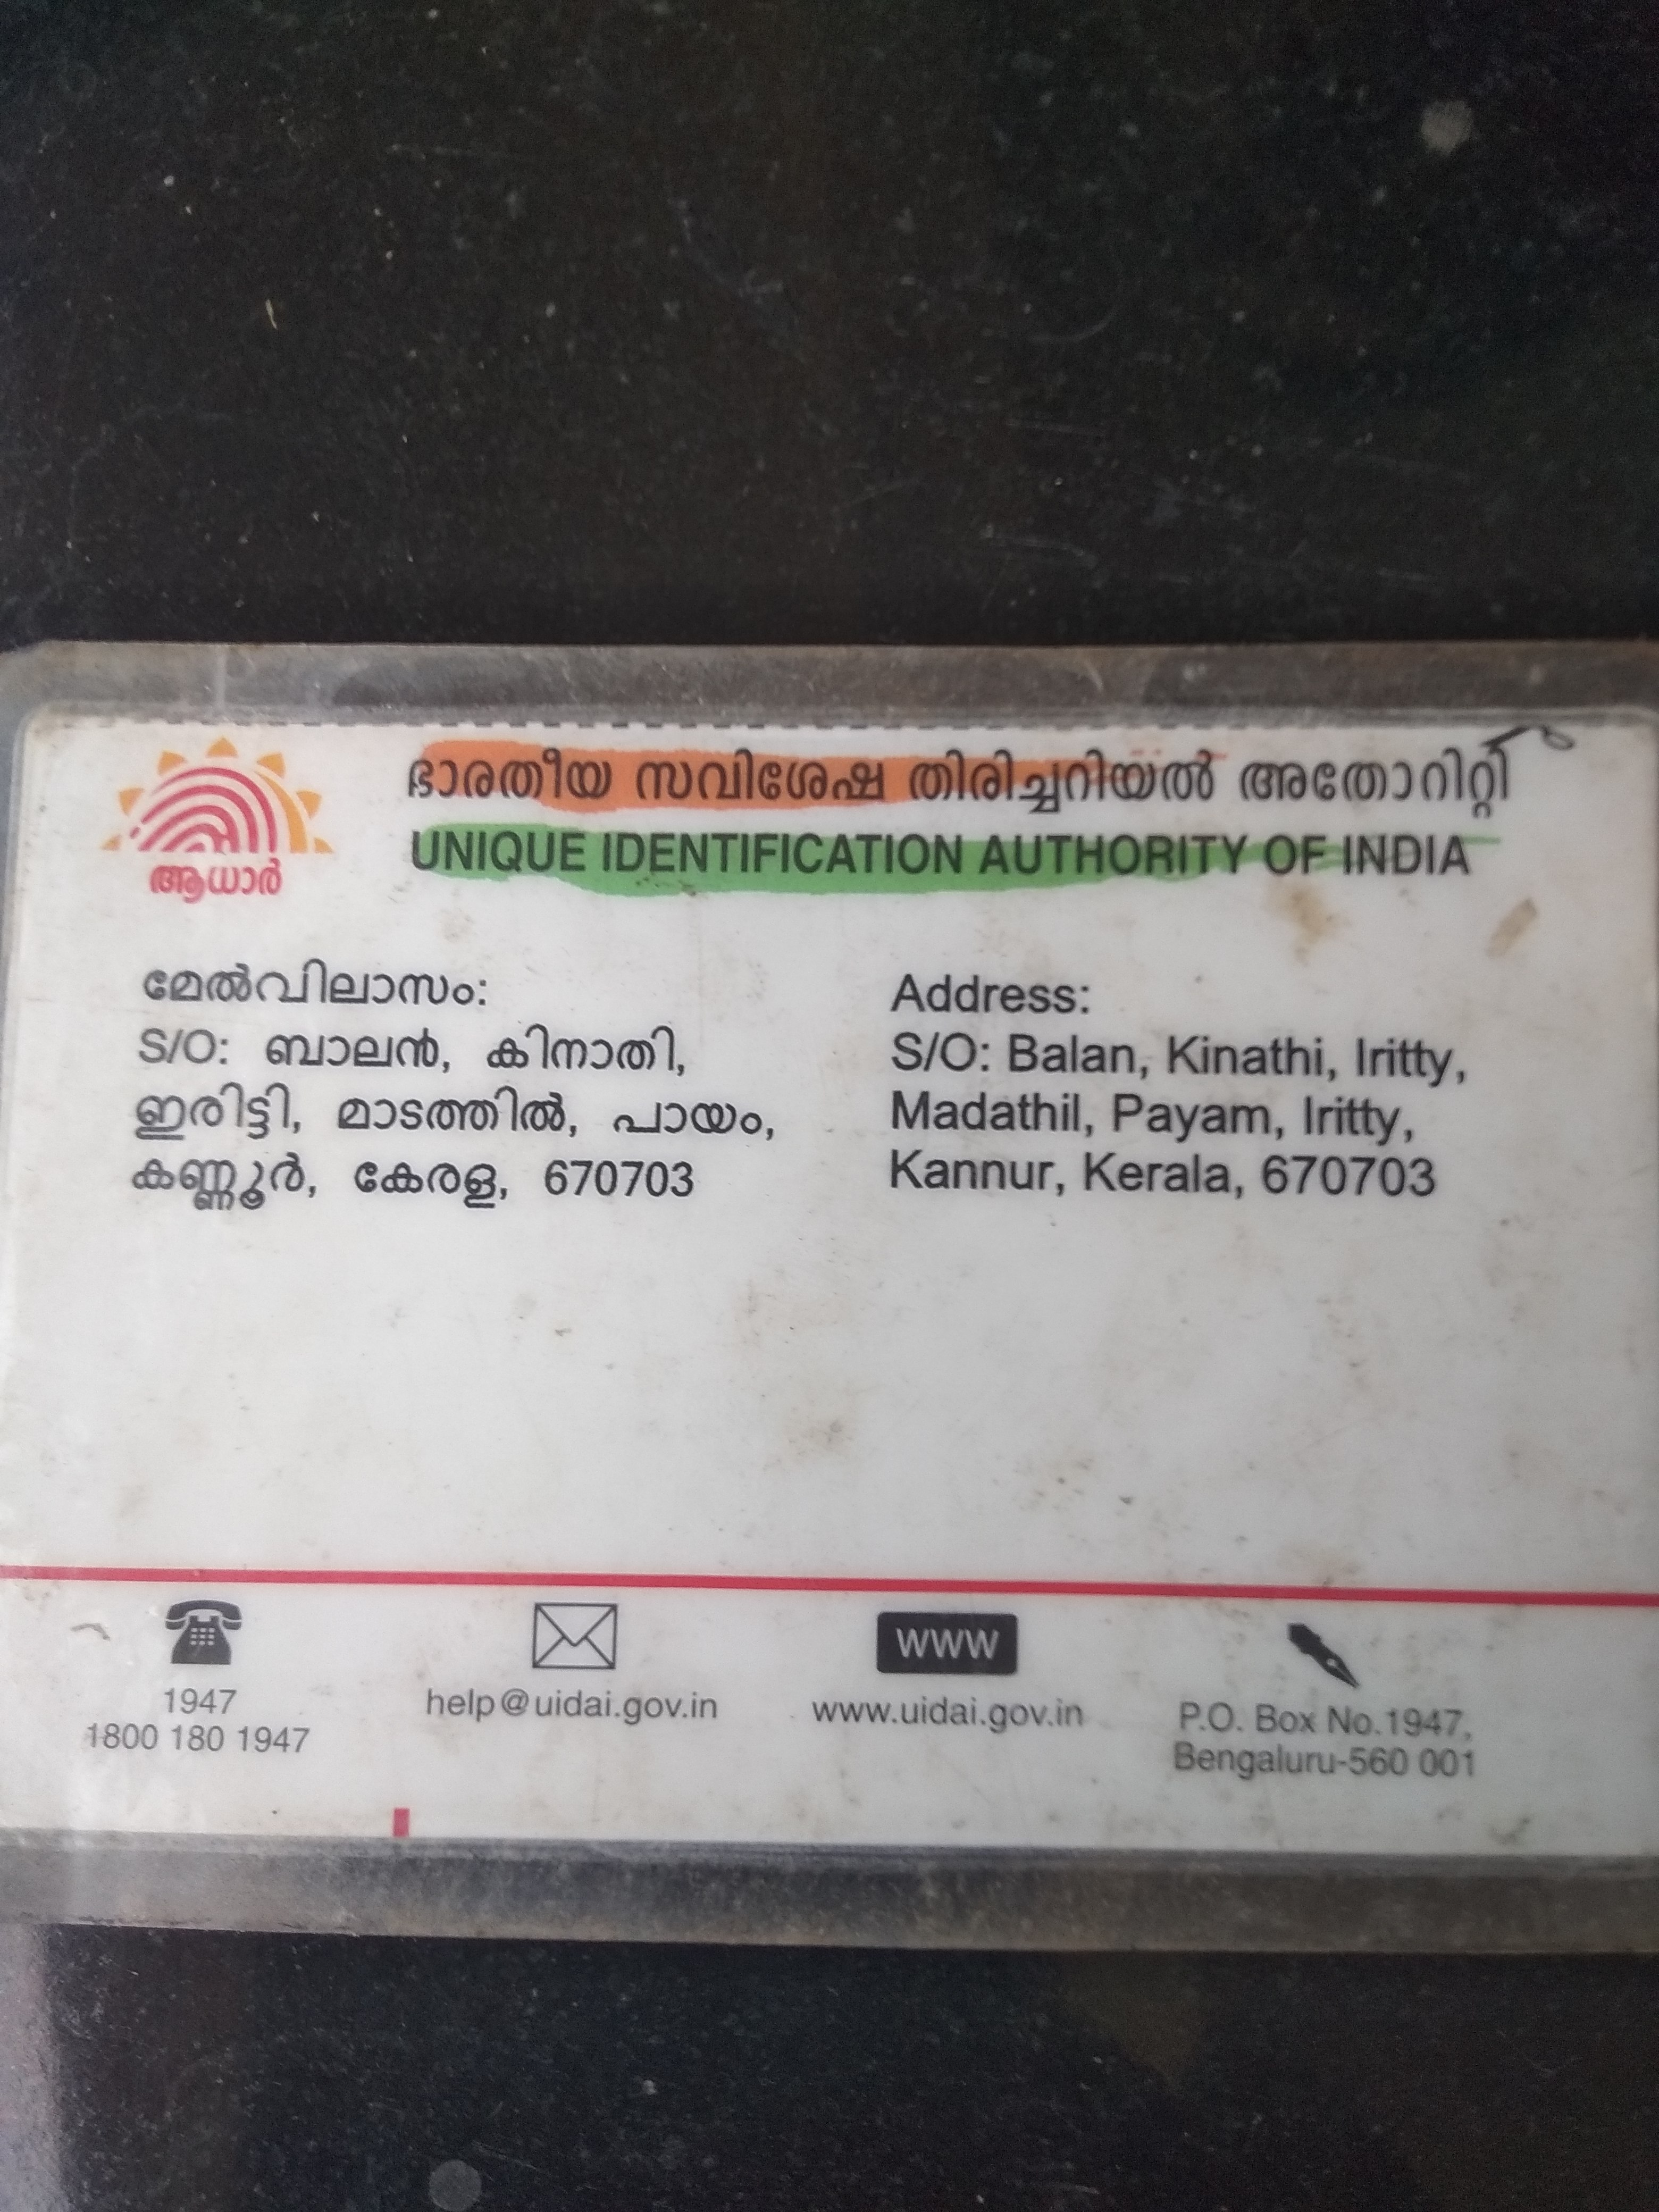 ഭാരതീയ സവിശേഷ തിരിച്ചറിയൽ അതോറിറ്റി
UNIQUE IDENTIFICATION AUTHORITY OF INDIA
ആധാർ
മേൽവിലാസം:
S/O: ബാലൻ, കിനാതി,
ഇരിട്ടി, മാടത്തിൽ, പായം,
കണ്ണൂർ, കേരള, 670703
Address:
S/O: Balan, Kinathi, Iritty,
Madathil, Payam, Iritty,
Kannur, Kerala, 670703
1947
1800 180 1947
help@uidai.gov.in
www
www.uidai.gov.in
P.O. Box No.1947,
Bengaluru-560 001